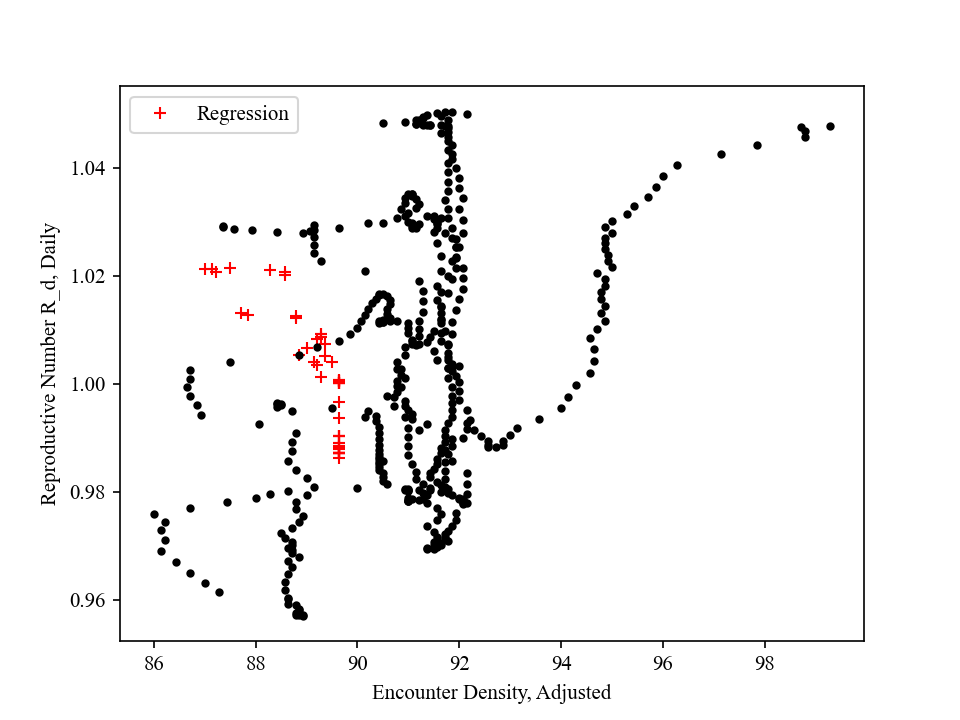 Regression
Reproductive Number R_d, Daily
1.04
1.02
1.00
0.98
0.96
86 88 90 92 94 96 98
Encounter Density, Adjusted